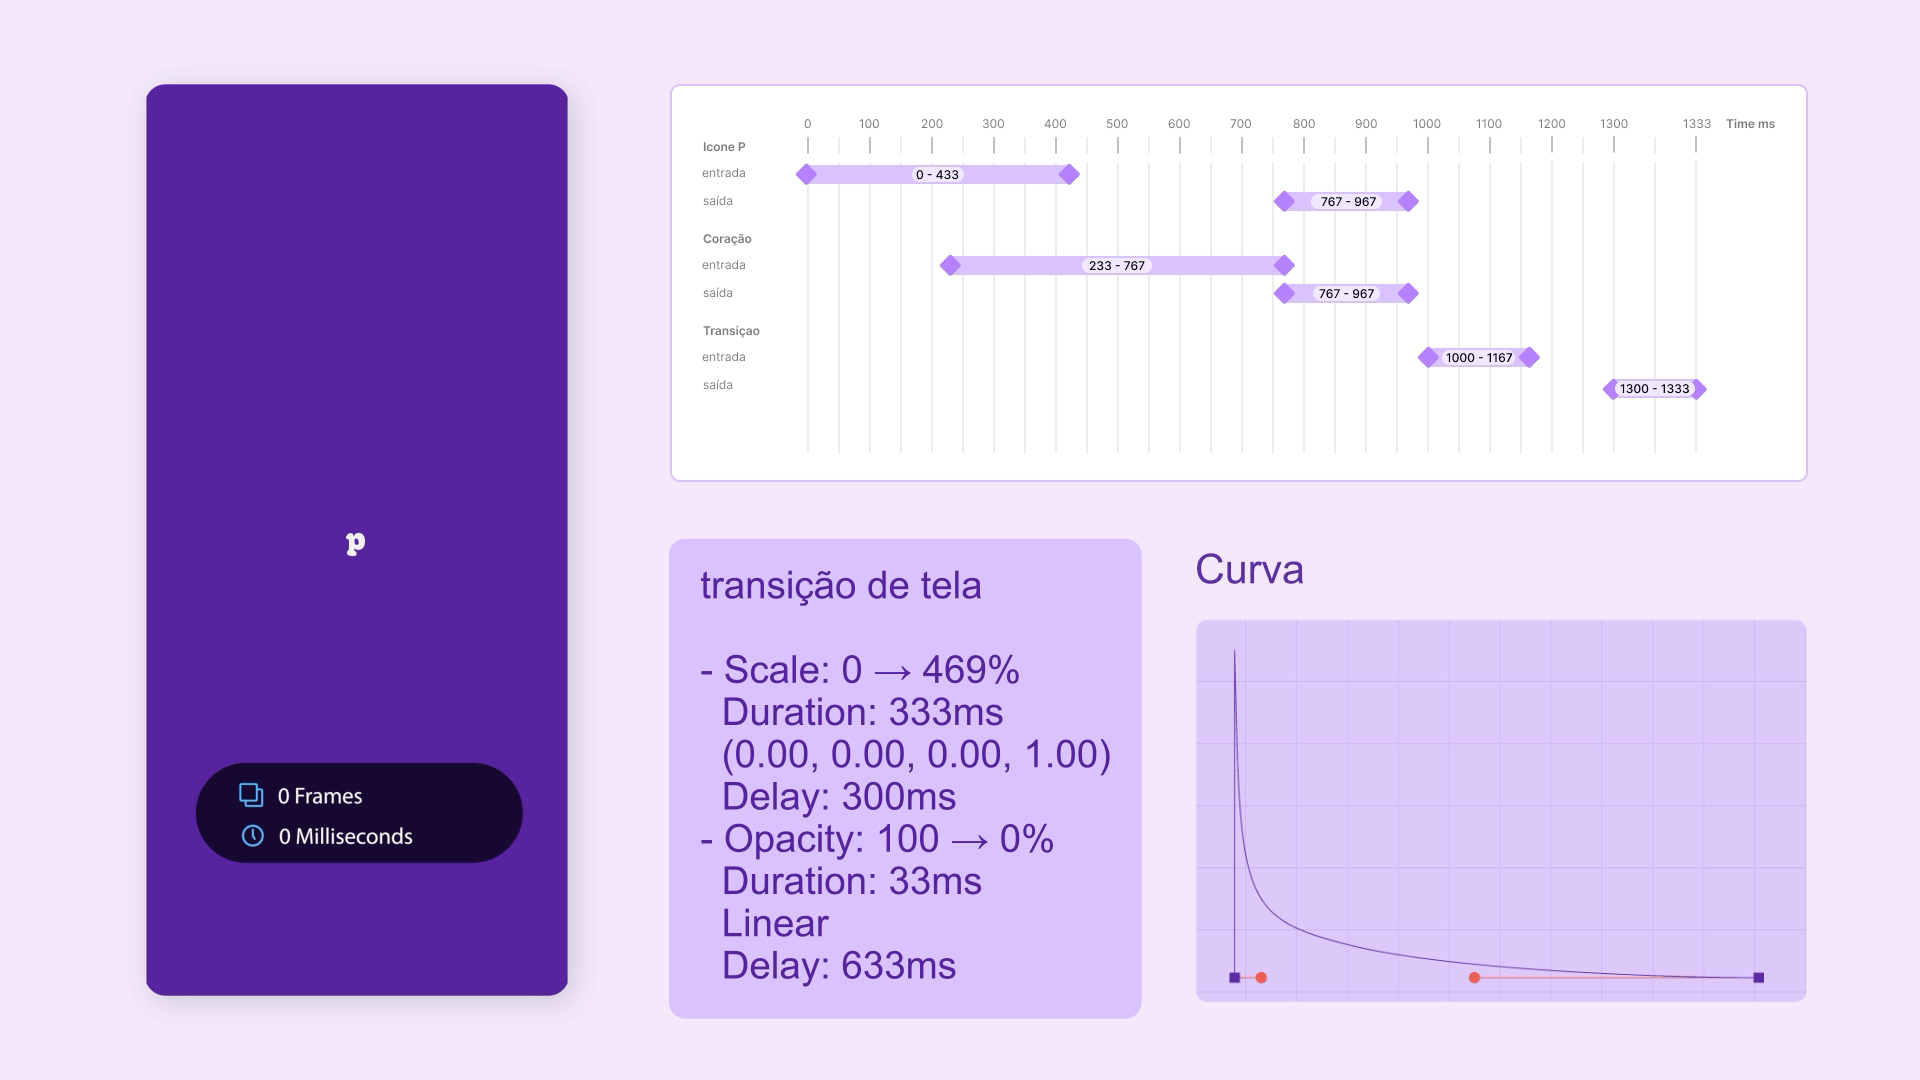 p
0 Frames
0 Milliseconds
0 100 200 300 400 500 600 700 800 900 1000 1100 1200 1300 1333 Time ms
Icone P
entrada 0 - 433
saída 767 - 967
Coração
entrada 233 - 767
saída 767 - 967
Transiçao
entrada 1000 - 1167
saída 1300 - 1333
transição de tela
- Scale: 0 → 469%
Duration: 333ms
(0.00, 0.00, 0.00, 1.00)
Delay: 300ms
- Opacity: 100 → 0%
Duration: 33ms
Linear
Delay: 633ms
Curva